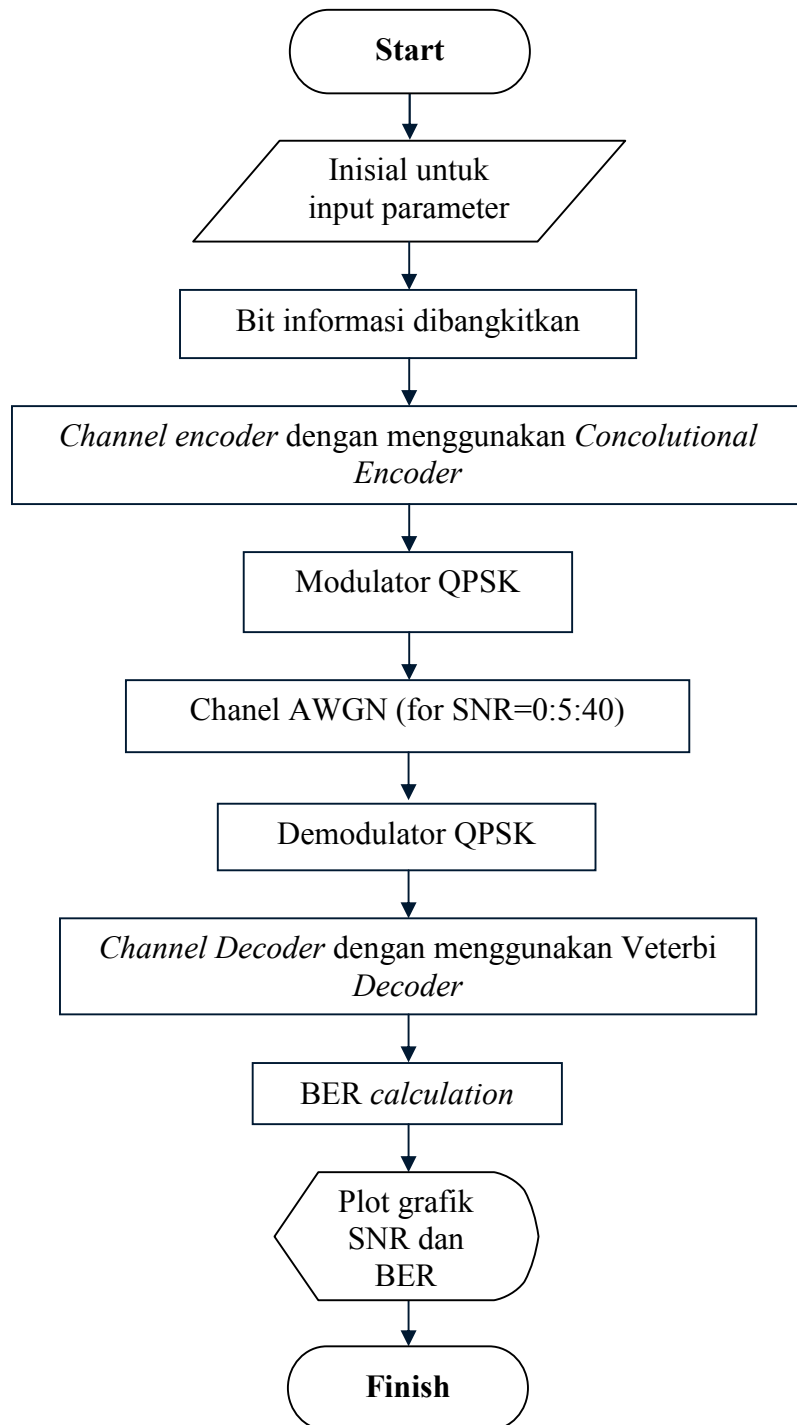 Start
Inisial untuk
input parameter
Bit informasi dibangkitkan
Channel encoder dengan menggunakan Concolutional
Encoder
Modulator QPSK
Chanel AWGN (for SNR=0:5:40)
Demodulator QPSK
Channel Decoder dengan menggunakan Veterbi
Decoder
BER calculation
Plot grafik
SNR dan
BER
Finish